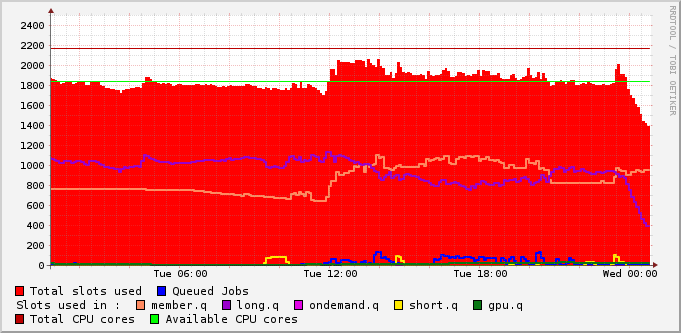 RRDTOOL / TOBI OETIKER
2400
2200
2000
1800
1600
1400
1200
1000
800
600
400
200
0
Tue 06:00 Tue 12:00 Tue 18:00 Wed 00:00
Total slots used Queued Jobs
Slots used in : member.q long.q ondemand.q short.q gpu.q
Total CPU cores Available CPU cores